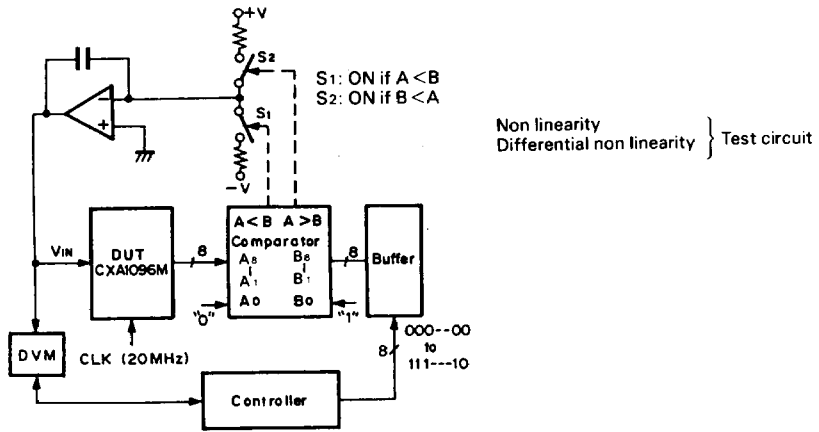 +V
S2
S1: ON if A<B
S2: ON if B<A
S1
−
+
−V
Non linearity
Differential non linearity } Test circuit
VIN
DUT
CXA1096M
8
A<B A>B
Comparator
A8 B8
A1 B1
A0 B0
"0"
"1"
8
Buffer
DVM
CLK (20MHz)
8
000--00
to
111---10
Controller